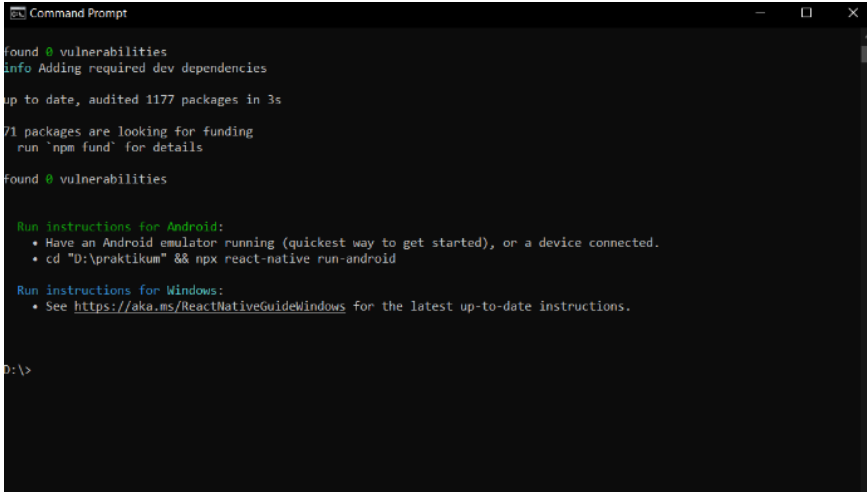 Command Prompt
found 0 vulnerabilities
info Adding required dev dependencies
up to date, audited 1177 packages in 3s
71 packages are looking for funding
run `npm fund` for details
found 0 vulnerabilities
Run instructions for Android:
• Have an Android emulator running (quickest way to get started), or a device connected.
• cd "D:\praktikum" && npx react-native run-android
Run instructions for Windows:
• See https://aka.ms/ReactNativeGuideWindows for the latest up-to-date instructions.
D:\>